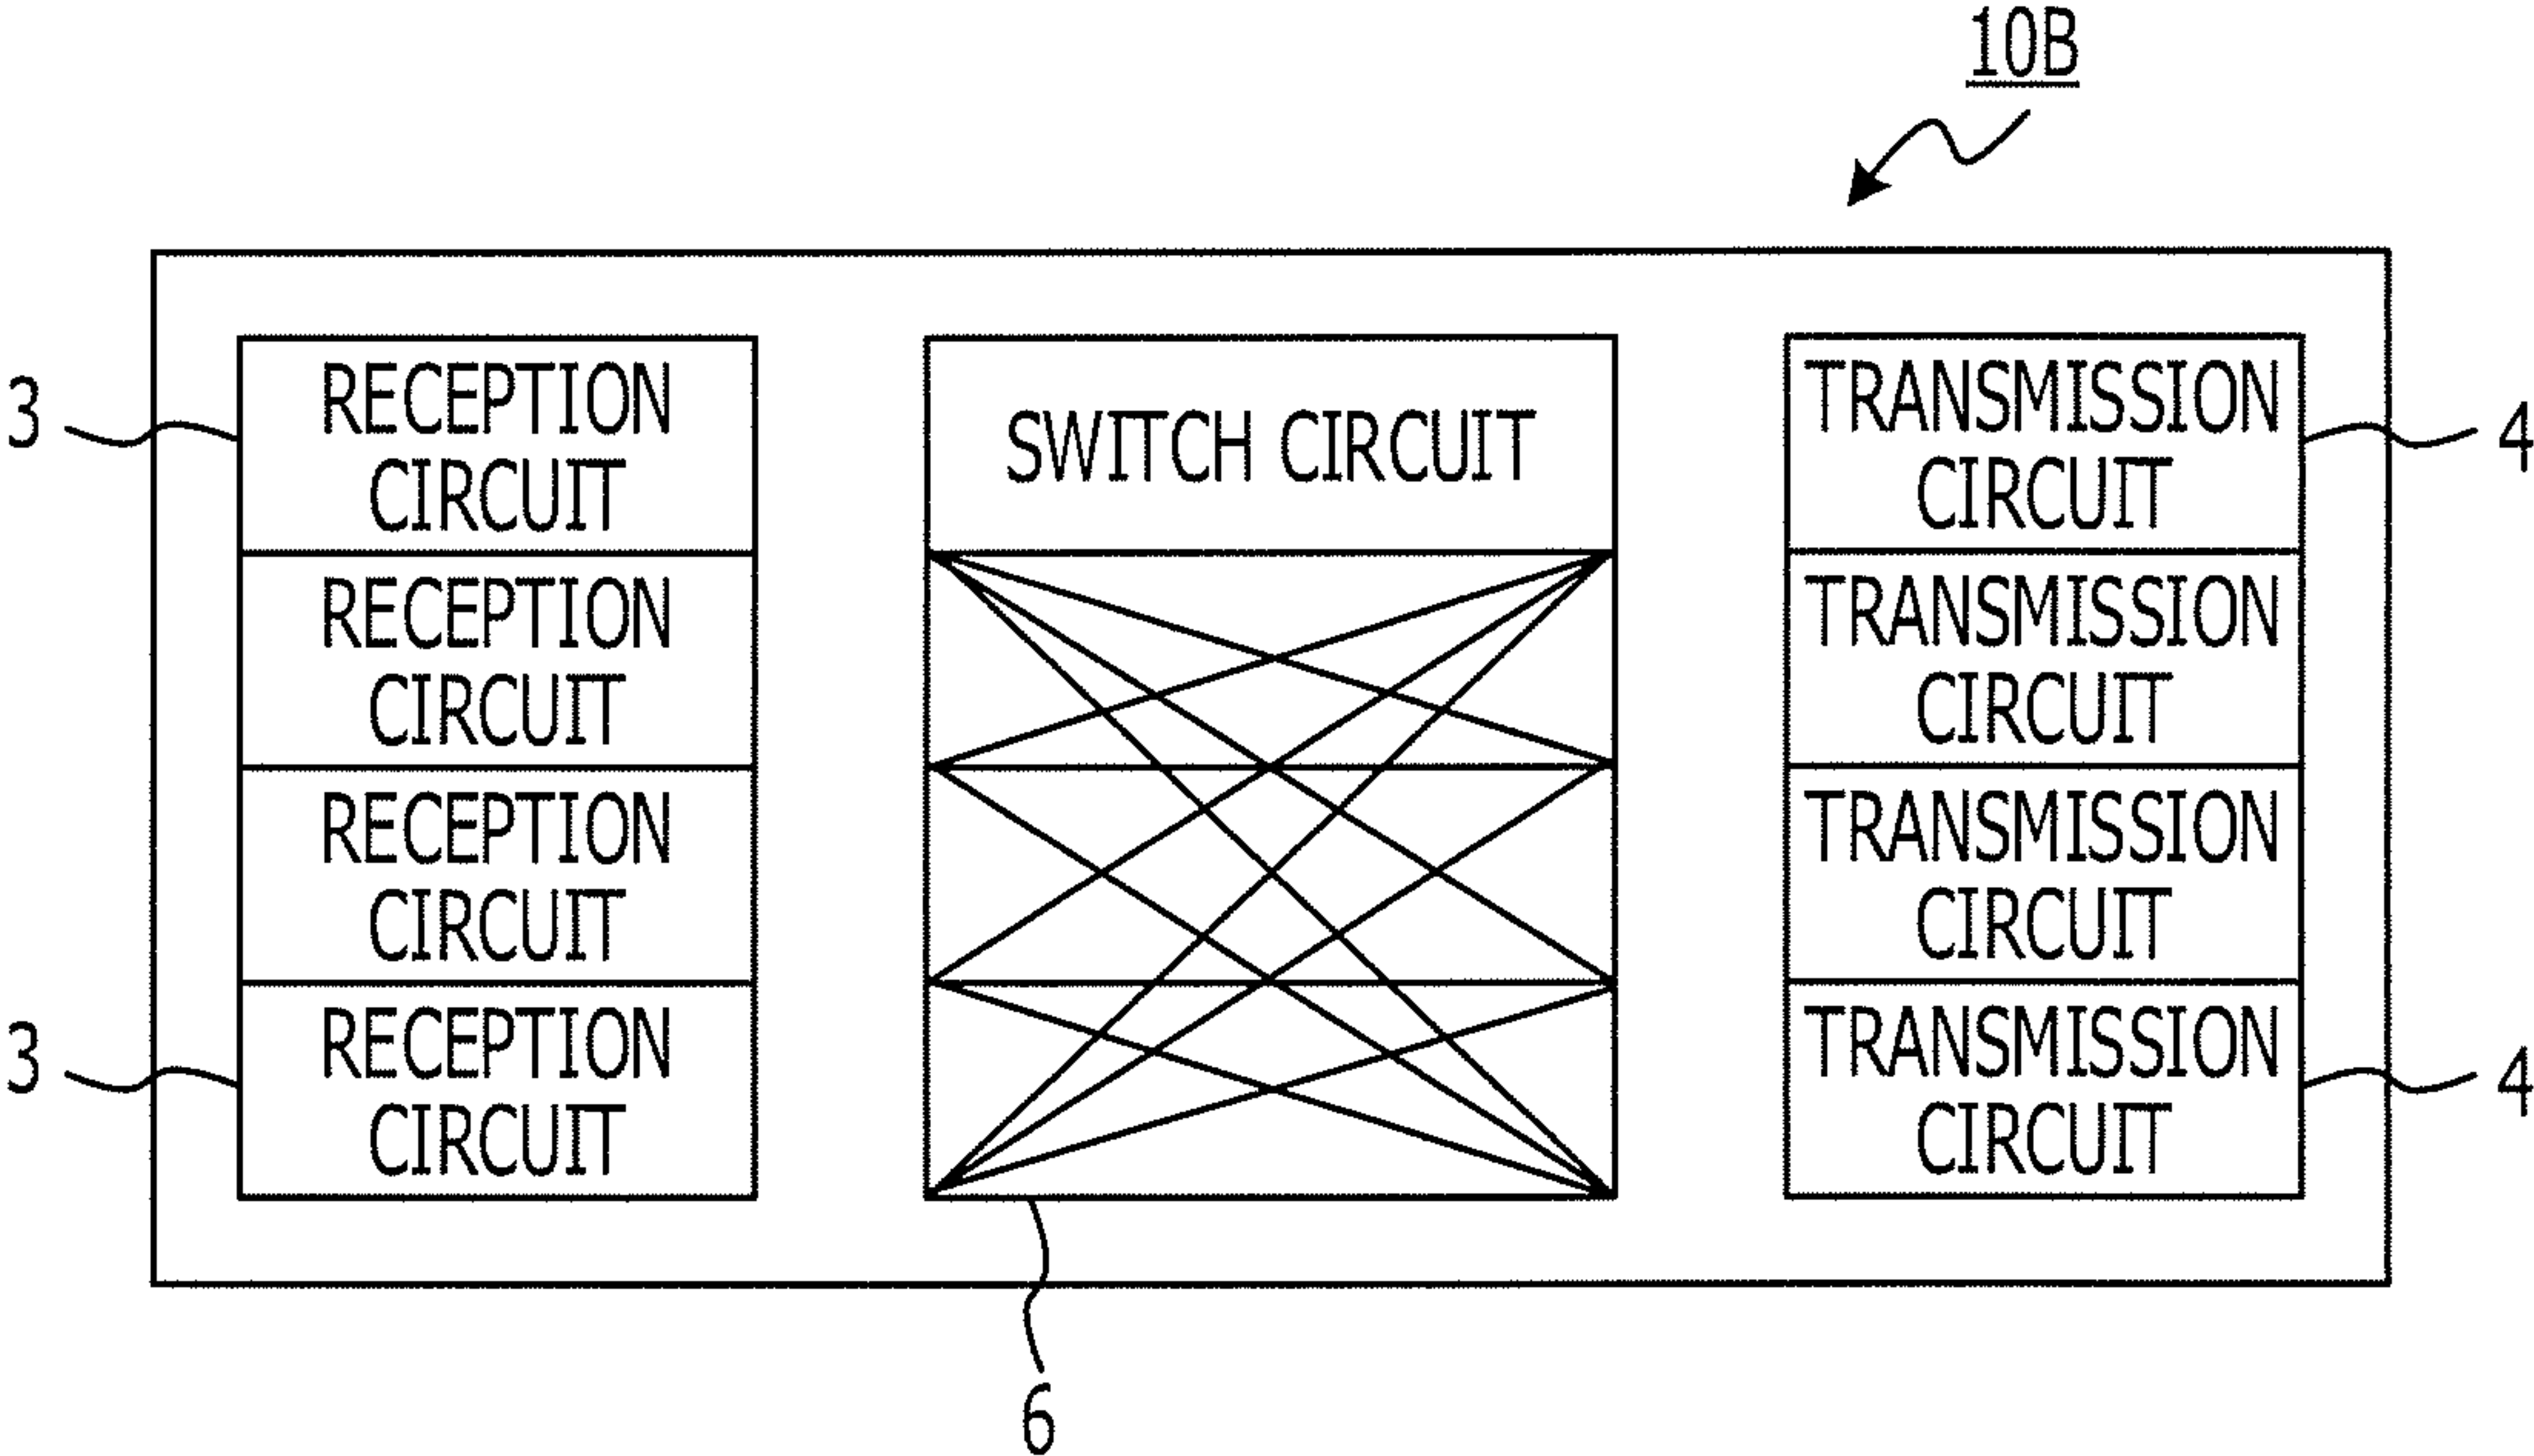 10B
3
RECEPTION
CIRCUIT
RECEPTION
CIRCUIT
RECEPTION
CIRCUIT
3
RECEPTION
CIRCUIT
SWITCH CIRCUIT
6
TRANSMISSION
CIRCUIT
4
TRANSMISSION
CIRCUIT
TRANSMISSION
CIRCUIT
TRANSMISSION
CIRCUIT
4